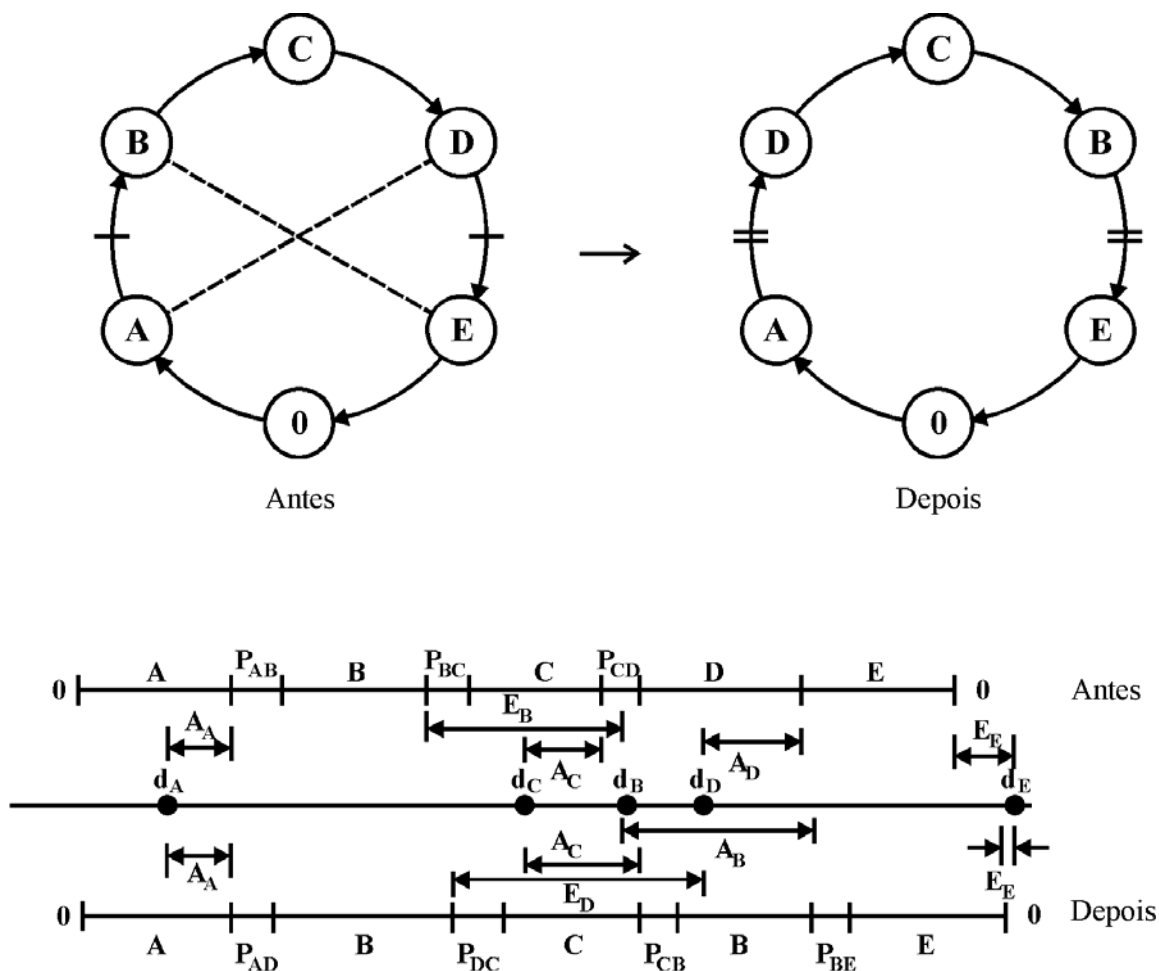 C C
B D D B
A E A E
0 0
Antes Depois
A P_AB B P_BC C P_CD D E
0 0 Antes
E_B
A_A A_C A_D E_E
d_A d_C d_B d_D d_E
A_A A_C A_B E_E
E_D
0 0 Depois
A P_AD B P_DC C P_CB B P_BE E